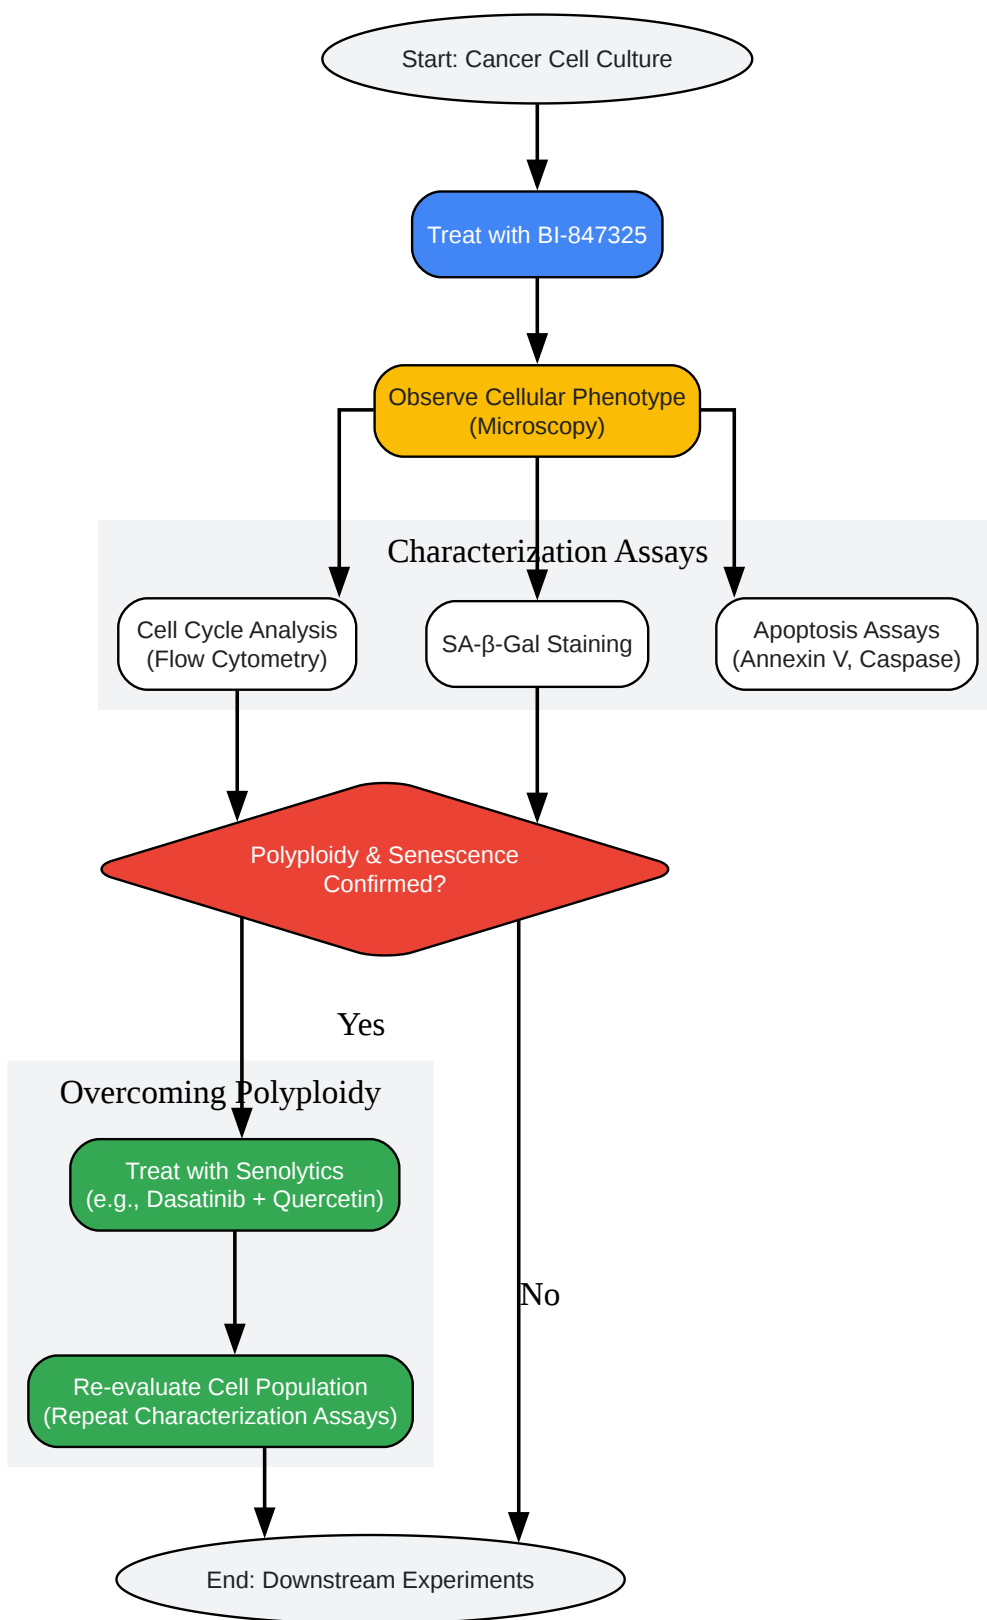 Start: Cancer Cell Culture
Treat with BI-847325
Observe Cellular Phenotype
(Microscopy)
Characterization Assays
Cell Cycle Analysis
(Flow Cytometry)
SA-β-Gal Staining
Apoptosis Assays
(Annexin V, Caspase)
Polyploidy & Senescence
Confirmed?
Yes
Overcoming Polyploidy
Treat with Senolytics
(e.g., Dasatinib + Quercetin)
No
Re-evaluate Cell Population
(Repeat Characterization Assays)
End: Downstream Experiments